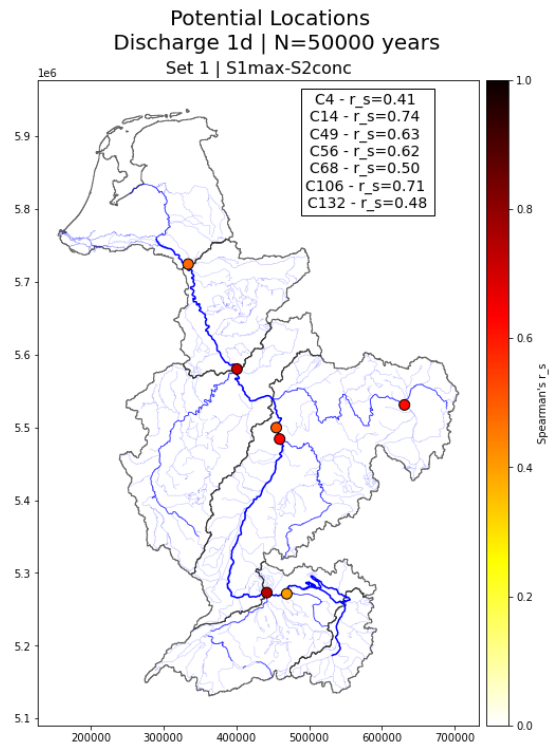 Potential Locations
Discharge 1d | N=50000 years
Set 1 | S1max-S2conc
1e6
C4 - r_s=0.41
C14 - r_s=0.74
C49 - r_s=0.63
C56 - r_s=0.62
C68 - r_s=0.50
C106 - r_s=0.71
C132 - r_s=0.48
5.9
5.8
5.7
5.6
5.5
5.4
5.3
5.2
5.1
200000 300000 400000 500000 600000 700000
1.0
0.8
0.6
0.4
0.2
0.0
Spearman's r_s